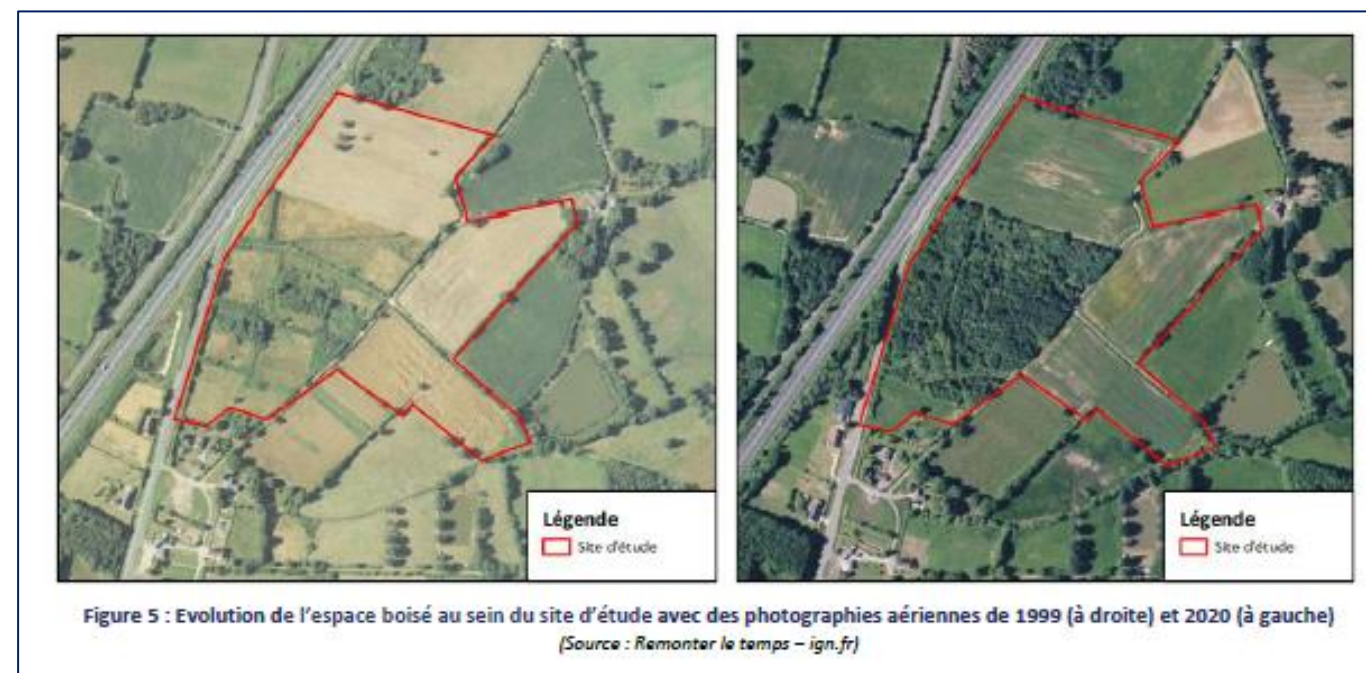 Légende
Site d'étude
Légende
Site d'étude
Figure 5 : Evolution de l'espace boisé au sein du site d'étude avec des photographies aériennes de 1999 (à droite) et 2020 (à gauche)
(Source : Remonter le temps – ign.fr)